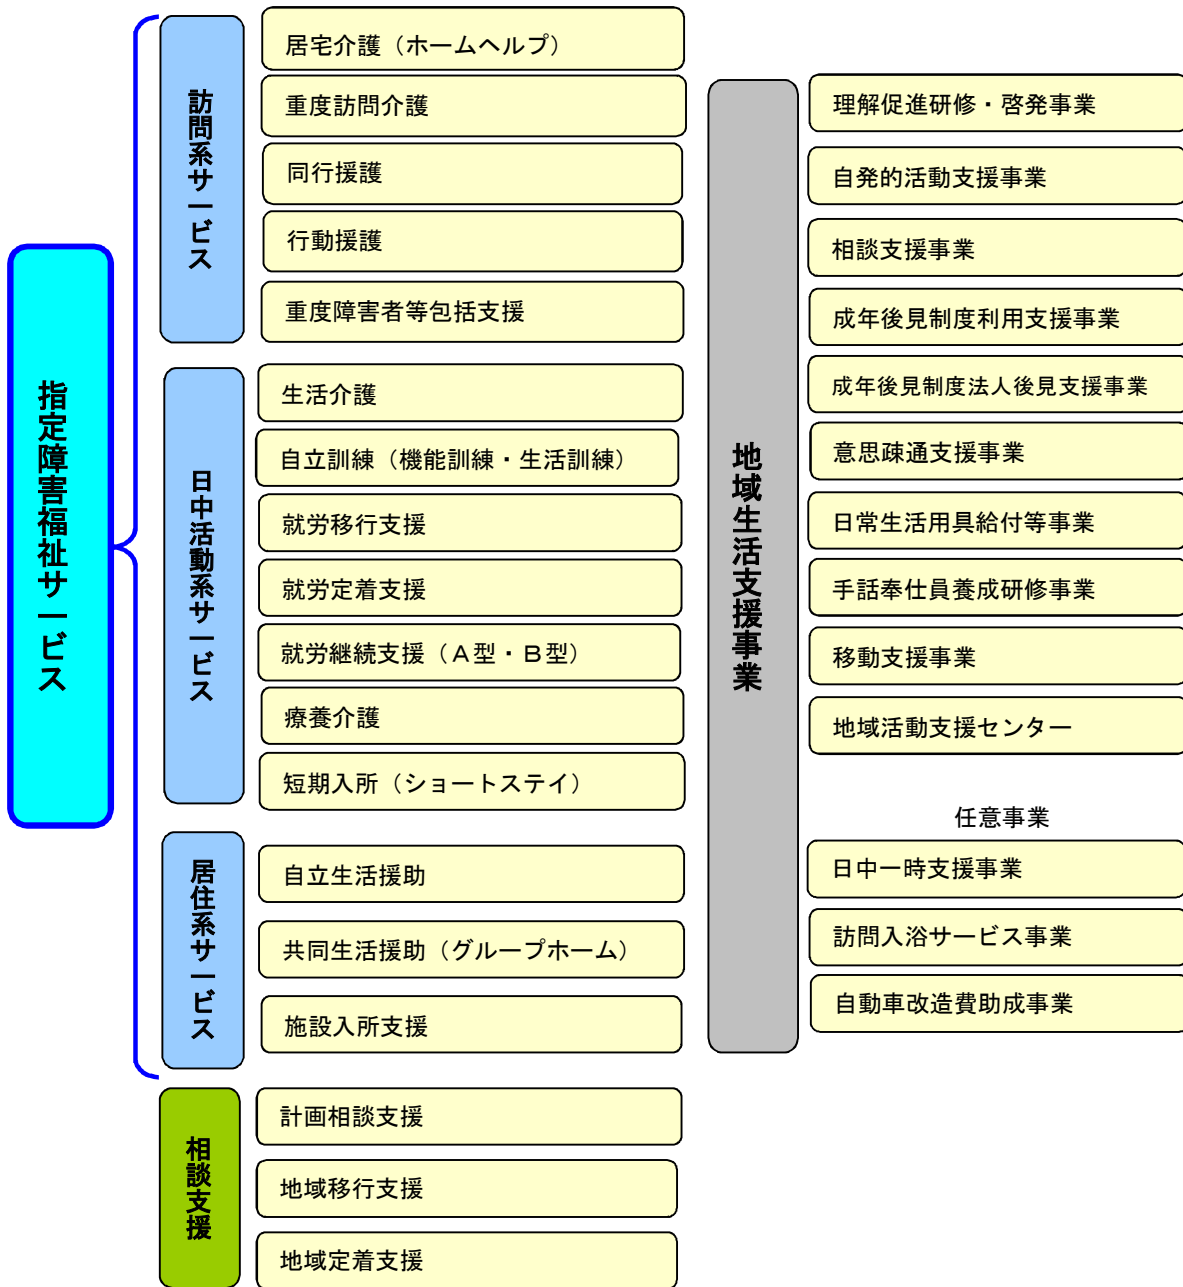 指定障害福祉サービス
訪問系サービス
居宅介護（ホームヘルプ）
重度訪問介護
同行援護
行動援護
重度障害者等包括支援
日中活動系サービス
生活介護
自立訓練（機能訓練・生活訓練）
就労移行支援
就労定着支援
就労継続支援（Ａ型・Ｂ型）
療養介護
短期入所（ショートステイ）
居住系サービス
自立生活援助
共同生活援助（グループホーム）
施設入所支援
相談支援
計画相談支援
地域移行支援
地域定着支援
地域生活支援事業
理解促進研修・啓発事業
自発的活動支援事業
相談支援事業
成年後見制度利用支援事業
成年後見制度法人後見支援事業
意思疎通支援事業
日常生活用具給付等事業
手話奉仕員養成研修事業
移動支援事業
地域活動支援センター
任意事業
日中一時支援事業
訪問入浴サービス事業
自動車改造費助成事業